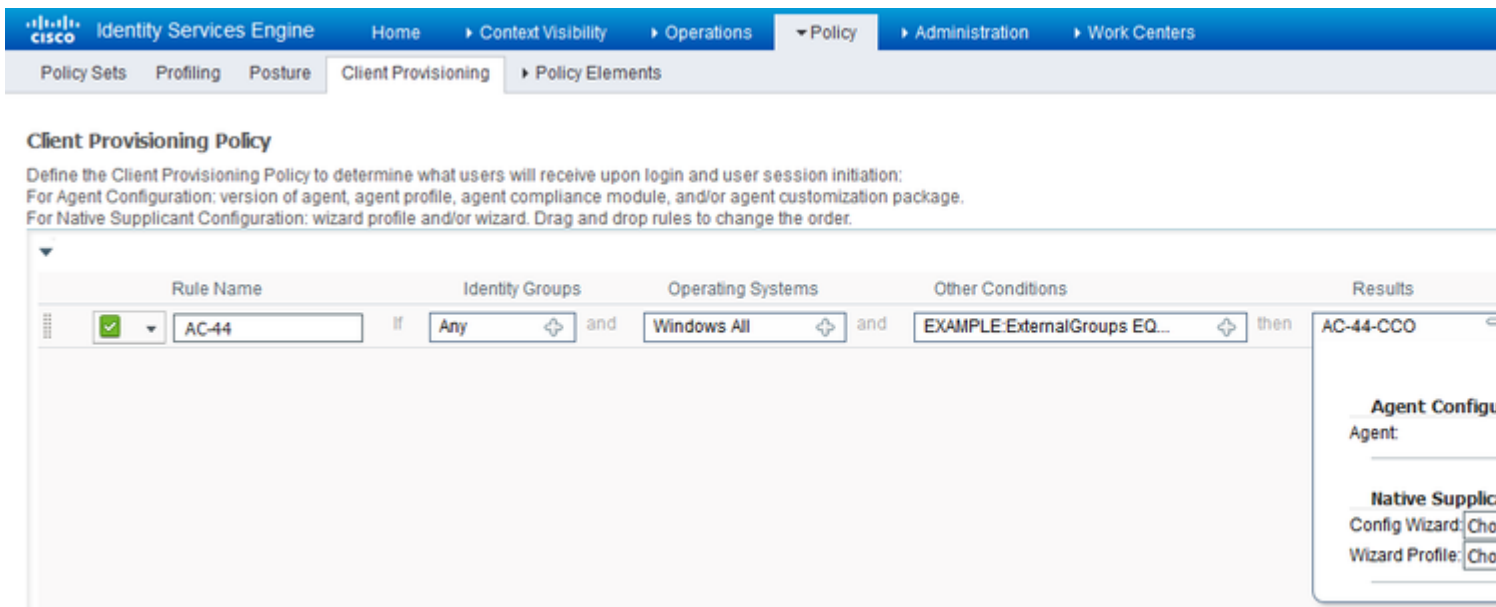 cisco Identity Services Engine Home Context Visibility Operations Policy Administration Work Centers
Policy Sets Profiling Posture Client Provisioning Policy Elements
Client Provisioning Policy
Define the Client Provisioning Policy to determine what users will receive upon login and user session initiation:
For Agent Configuration: version of agent, agent profile, agent compliance module, and/or agent customization package.
For Native Supplicant Configuration: wizard profile and/or wizard. Drag and drop rules to change the order.
Rule Name Identity Groups Operating Systems Other Conditions Results
AC-44 If Any and Windows All and EXAMPLE:ExternalGroups EQ... then AC-44-CCO
Agent Configu
Agent:
Native Supplic
Config Wizard: Cho
Wizard Profile: Cho